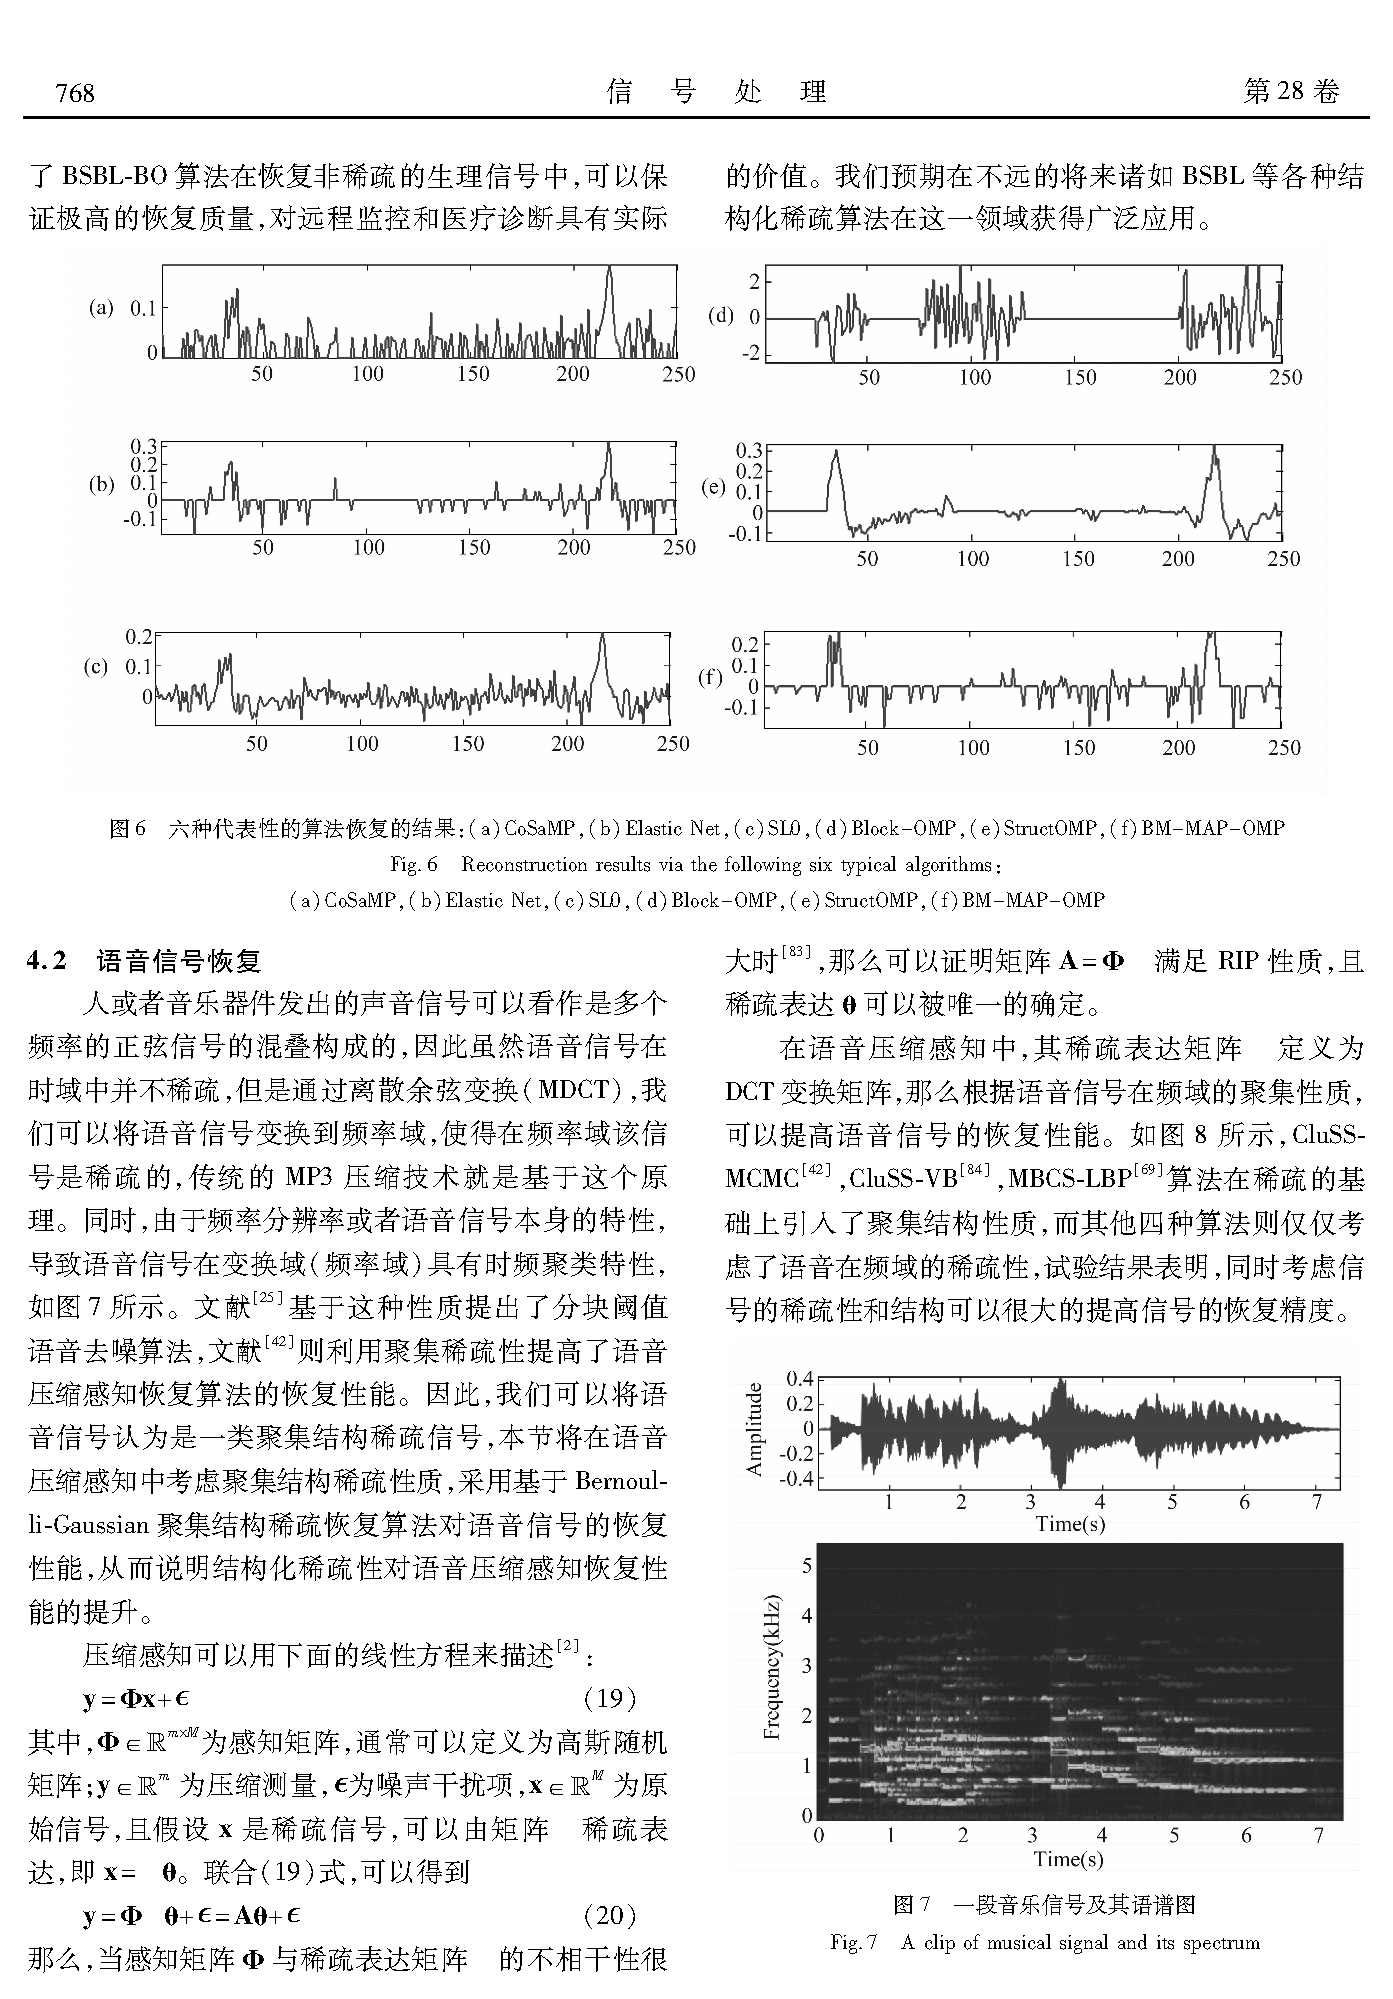 768
信 号 处 理
第 28 卷
了 BSBL-BO 算法在恢复非稀疏的生理信号中,可以保
证极高的恢复质量,对远程监控和医疗诊断具有实际
的价值。我们预期在不远的将来诸如 BSBL 等各种结
构化稀疏算法在这一领域获得广泛应用。
(a) 0.1
0
50 100 150 200 250
(d)
2
0
-2
50 100 150 200 250
(b)
0.3
0.2
0.1
0
-0.1
50 100 150 200 250
(e)
0.3
0.2
0.1
0
-0.1
50 100 150 200 250
(c)
0.2
0.1
0
50 100 150 200 250
(f)
0.2
0.1
0
-0.1
50 100 150 200 250
图 6 六种代表性的算法恢复的结果:(a)CoSaMP,(b)Elastic Net,(c)SL0,(d)Block-OMP,(e)StructOMP,(f)BM-MAP-OMP
Fig. 6 Reconstruction results via the following six typical algorithms:
(a)CoSaMP,(b)Elastic Net,(c)SL0,(d)Block-OMP,(e)StructOMP,(f)BM-MAP-OMP
4.2 语音信号恢复
人或者音乐器件发出的声音信号可以看作是多个
频率的正弦信号的混叠构成的,因此虽然语音信号在
时域中并不稀疏,但是通过离散余弦变换(MDCT),我
们可以将语音信号变换到频率域,使得在频率域该信
号是稀疏的,传统的 MP3 压缩技术就是基于这个原
理。同时,由于频率分辨率或者语音信号本身的特性,
导致语音信号在变换域(频率域)具有时频聚类特性,
如图 7 所示。文献[25]基于这种性质提出了分块阈值
语音去噪算法,文献[42]则利用聚集稀疏性提高了语音
压缩感知恢复算法的恢复性能。因此,我们可以将语
音信号认为是一类聚集结构稀疏信号,本节将在语音
压缩感知中考虑聚集结构稀疏性质,采用基于 Bernoul-
li-Gaussian 聚集结构稀疏恢复算法对语音信号的恢复
性能,从而说明结构化稀疏性对语音压缩感知恢复性
能的提升。
压缩感知可以用下面的线性方程来描述[2]:
y=Φx+ϵ (19)
其中,Φ∈ℝ^{m×M}为感知矩阵,通常可以定义为高斯随机
矩阵;y∈ℝ^m 为压缩测量,ϵ为噪声干扰项,x∈ℝ^M 为原
始信号,且假设 x 是稀疏信号,可以由矩阵 稀疏表
达,即 x= θ。联合(19)式,可以得到
y=Φ θ+ϵ=Aθ+ϵ (20)
那么,当感知矩阵 Φ 与稀疏表达矩阵 的不相干性很
大时[83],那么可以证明矩阵 A=Φ 满足 RIP 性质,且
稀疏表达 θ 可以被唯一的确定。
在语音压缩感知中,其稀疏表达矩阵 定义为
DCT 变换矩阵,那么根据语音信号在频域的聚集性质,
可以提高语音信号的恢复性能。如图 8 所示,CluSS-
MCMC[42],CluSS-VB[84],MBCS-LBP[69]算法在稀疏的基
础上引入了聚集结构性质,而其他四种算法则仅仅考
虑了语音在频域的稀疏性,试验结果表明,同时考虑信
号的稀疏性和结构可以很大的提高信号的恢复精度。
Amplitude
0.4
0.2
0
-0.2
-0.4
1 2 3 4 5 6 7
Time(s)
Frequency(kHz)
5
4
3
2
1
0
0 1 2 3 4 5 6 7
Time(s)
图 7 一段音乐信号及其语谱图
Fig. 7 A clip of musical signal and its spectrum